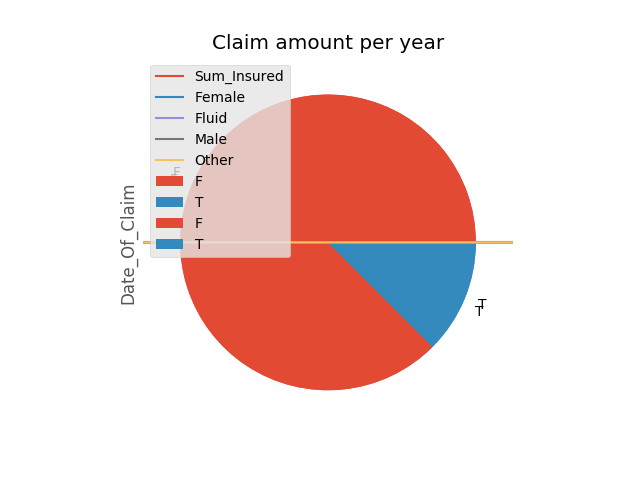 Claim amount per year
Sum_Insured
Female
Fluid
Male
Other
F
T
F
T
F
T
T
Date_Of_Claim